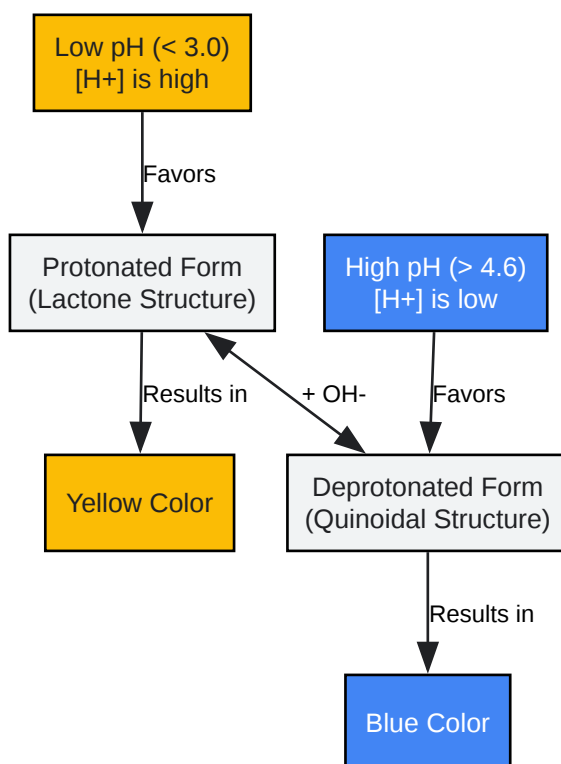 Low pH (< 3.0)
[H+] is high
Favors
Protonated Form
(Lactone Structure)
High pH (> 4.6)
[H+] is low
Results in
+ OH-
Favors
Yellow Color
Deprotonated Form
(Quinoidal Structure)
Results in
Blue Color